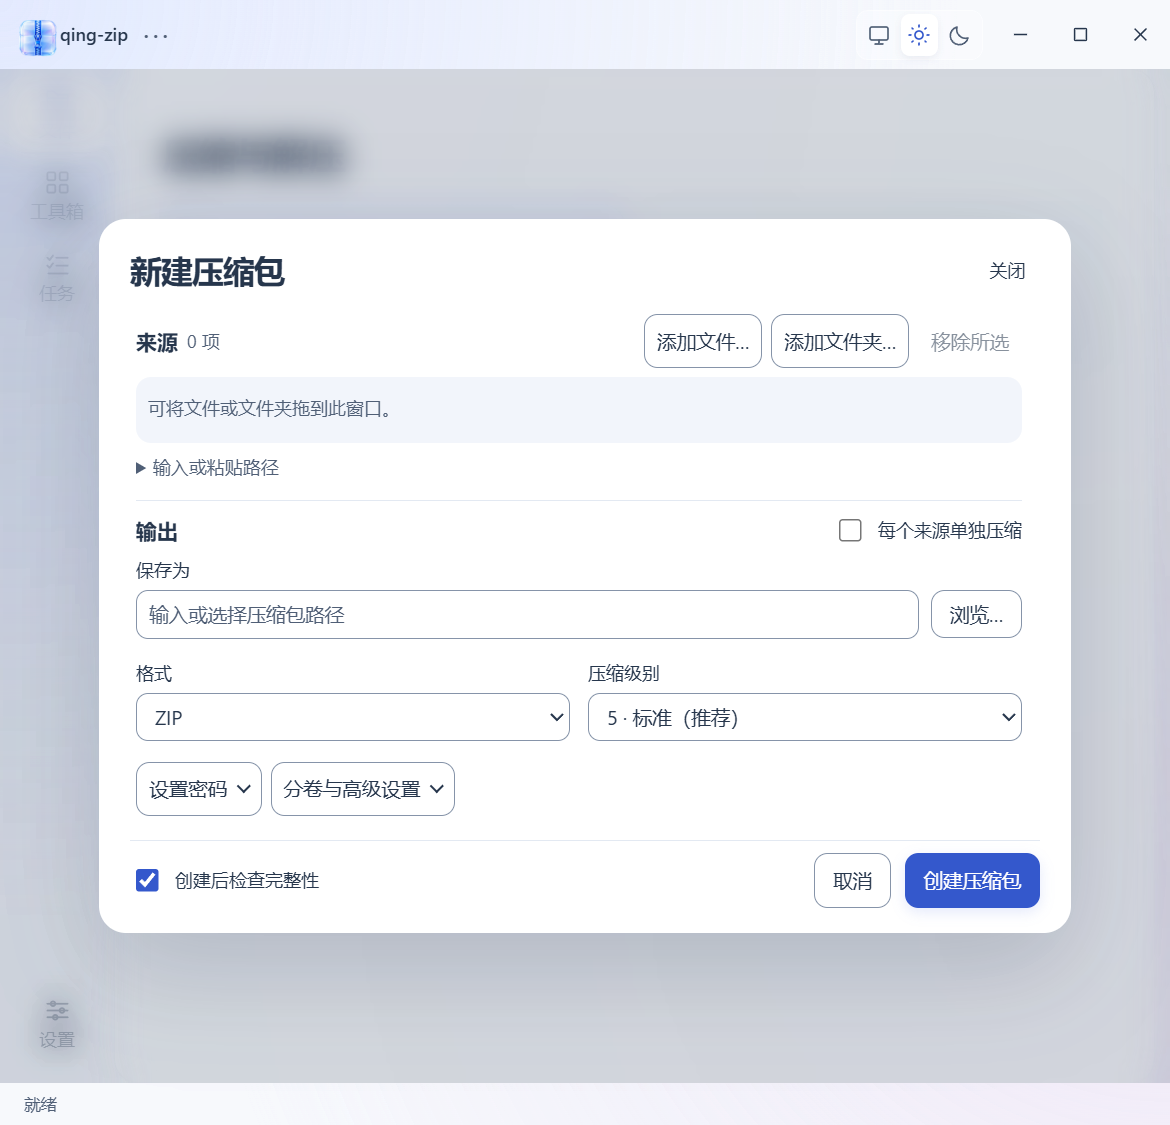 qing-zip ···
工具箱
任务
新建压缩包
关闭
来源 0 项
添加文件...
添加文件夹...
移除所选
可将文件或文件夹拖到此窗口。
输入或粘贴路径
输出
每个来源单独压缩
保存为
输入或选择压缩包路径
浏览...
格式
压缩级别
ZIP
5 · 标准（推荐）
设置密码
分卷与高级设置
创建后检查完整性
取消
创建压缩包
设置
就绪